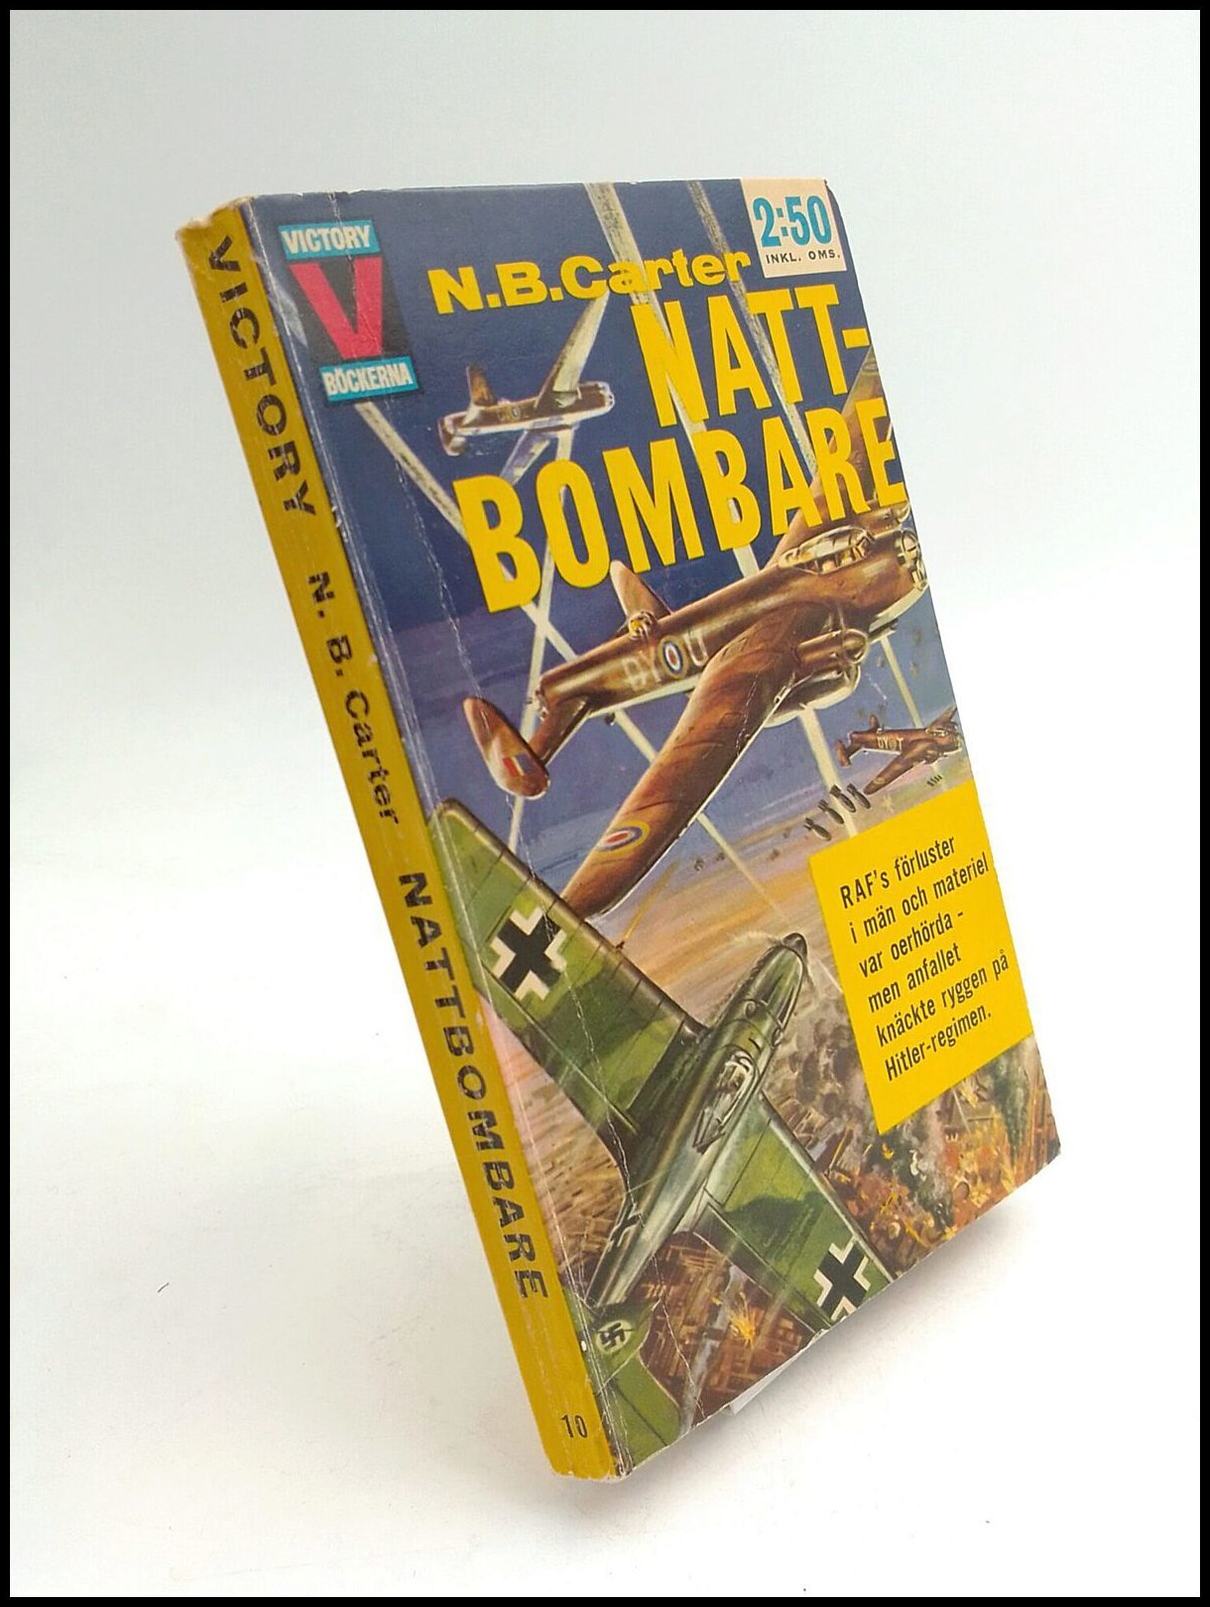 VICTORY
V
BÖCKERNA
N.B.Carter
2:50
INKL. OMS.
NATT-
BOMBARE
DY U
RAF's förluster
i män och materiel
var oerhörda -
men anfallet
knäckte ryggen på
Hitler-regimen.
VICTORY N. B. Carter NATTBOMBARE
10